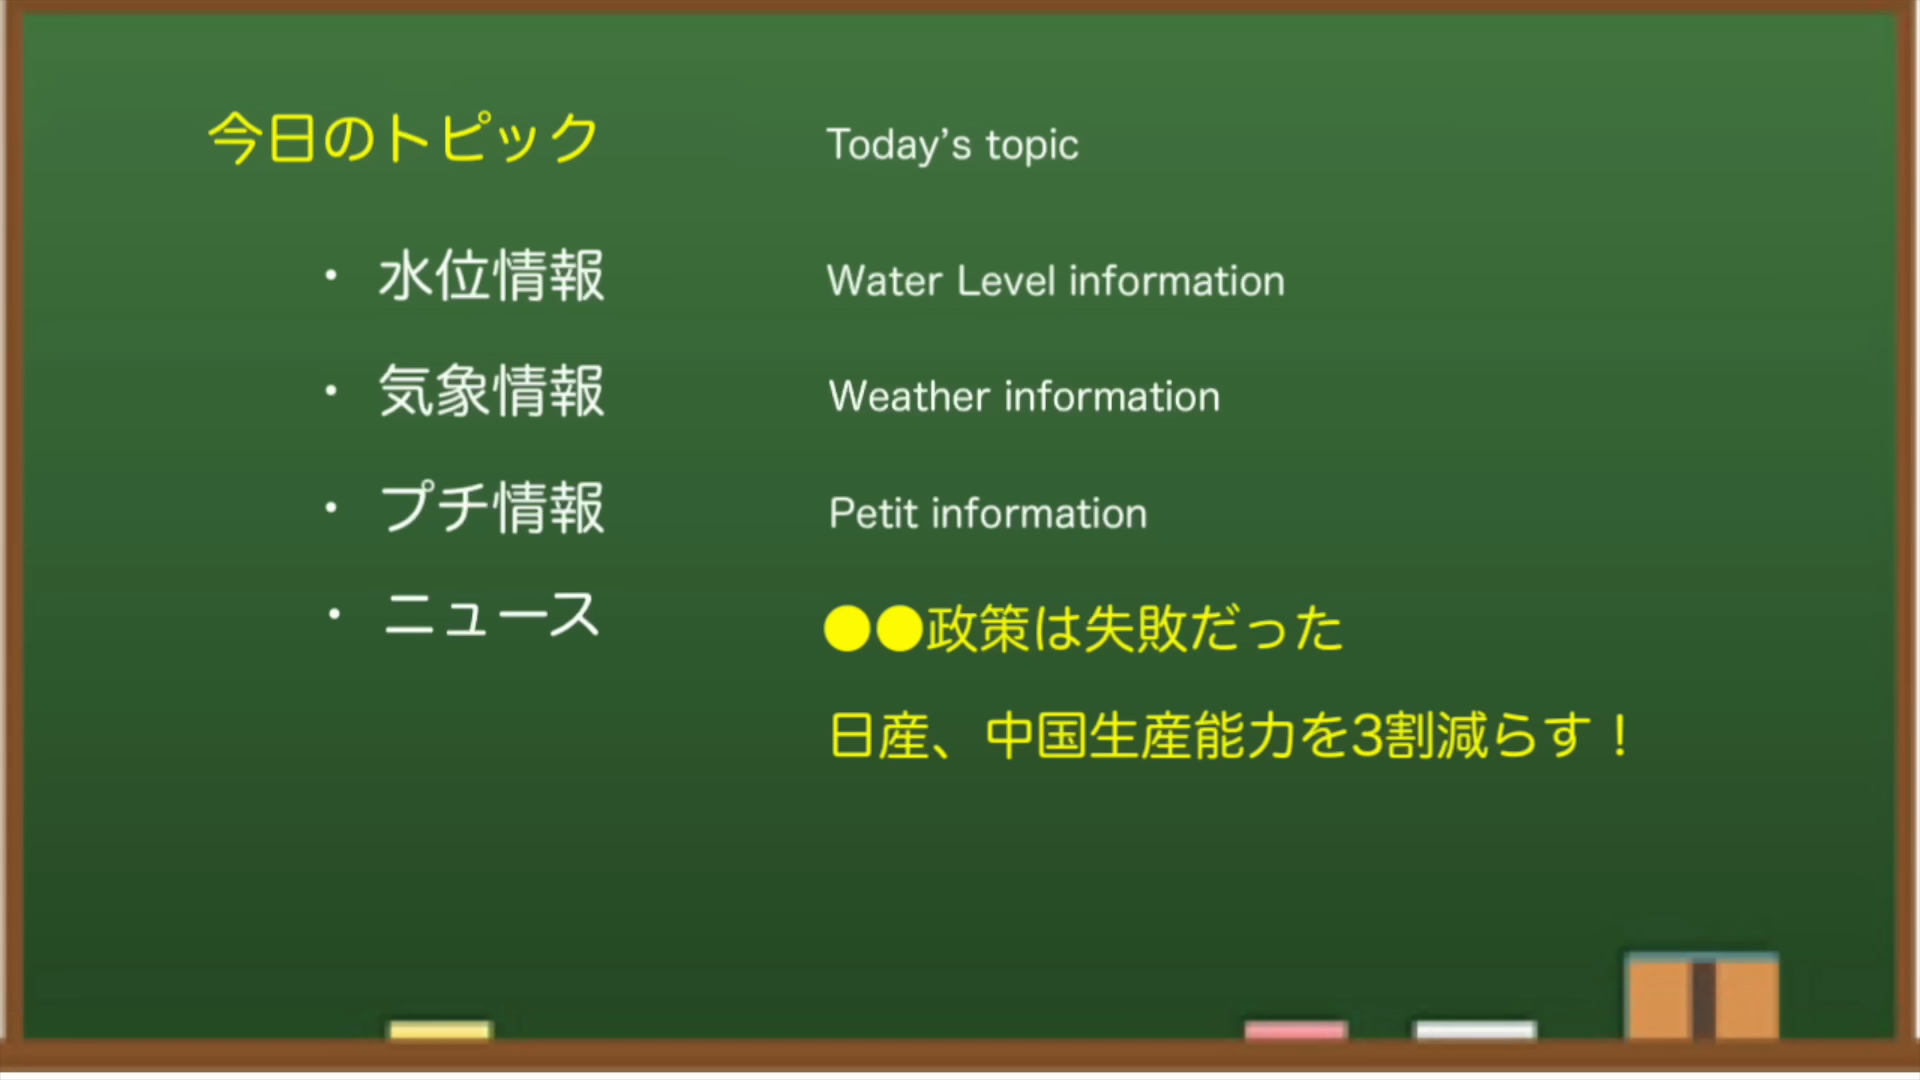 今日のトピック Today’s topic
・ 水位情報 Water Level information
・ 気象情報 Weather information
・ プチ情報 Petit information
・ ニュース ●●政策は失敗だった
日産、中国生産能力を3割減らす！